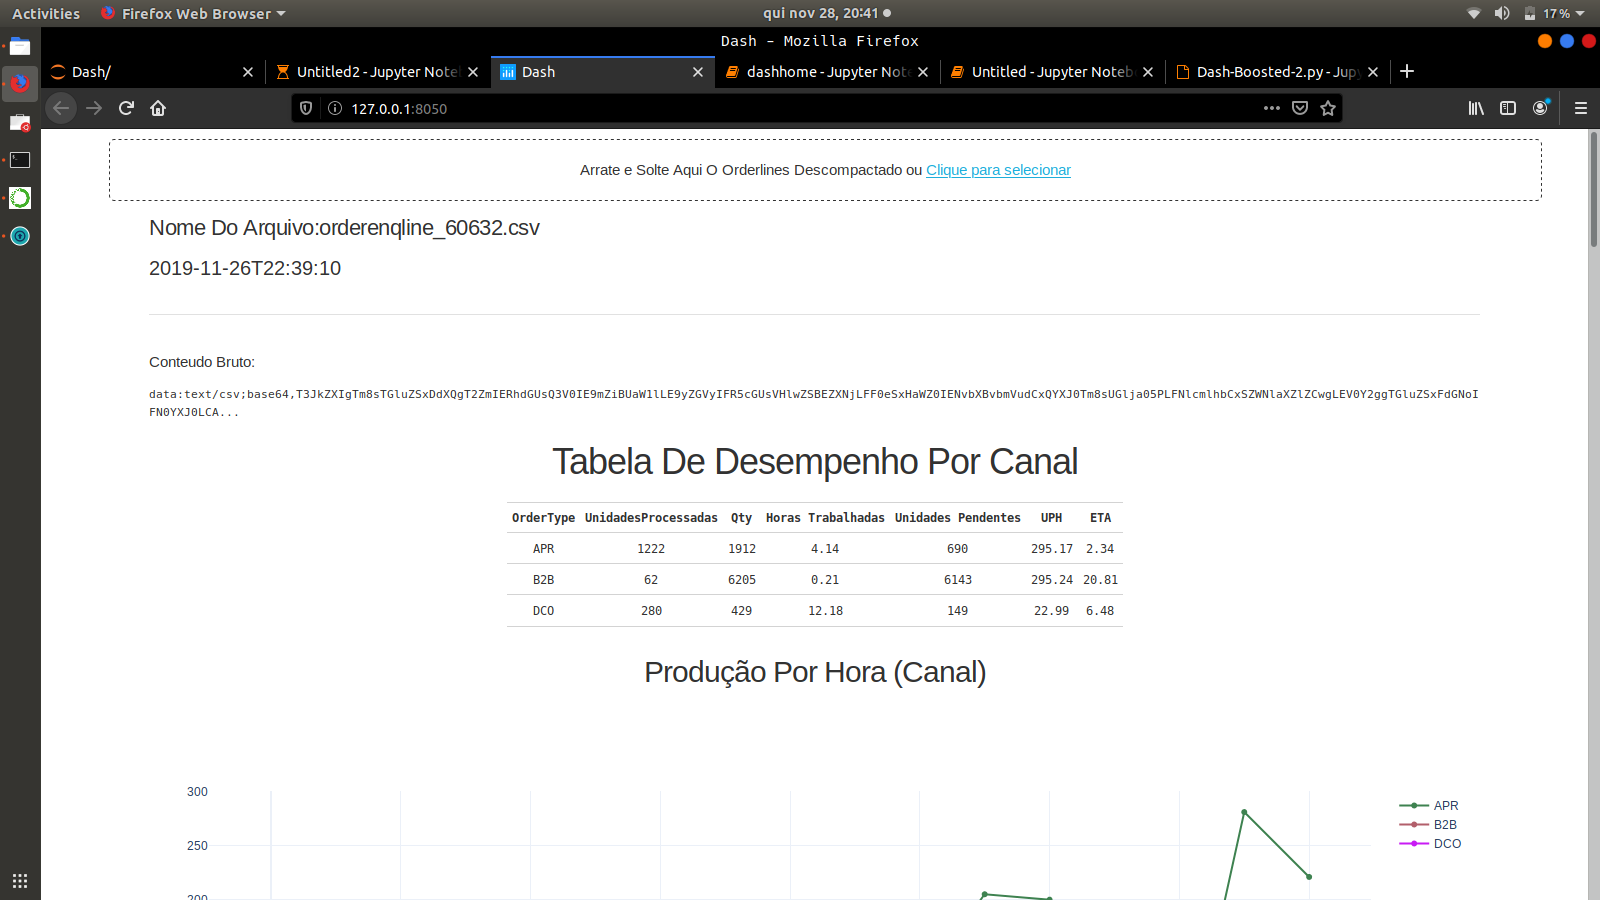 Activities Firefox Web Browser qui nov 28, 20:41 17%
Dash - Mozilla Firefox
Dash/ Untitled2 - Jupyter Note Dash dashhome - Jupyter Not Untitled - Jupyter Noteb Dash-Boosted-2.py - Jup
127.0.0.1:8050
Arrate e Solte Aqui O Orderlines Descompactado ou Clique para selecionar
Nome Do Arquivo:orderenqline_60632.csv
2019-11-26T22:39:10
Conteudo Bruto:
data:text/csv;base64,T3JkZXIgTm8sTGluZSxDdXQgT2ZmIERhdGUsQ3V0IE9mZiBUaW1lLE9yZGVyIFR5cGUsVHlwZSBEZXNjLFF0eSxHaWZ0IENvbXBvbmVudCxQYXJ0Tm8sUGlja05PLFNlcmlhbCxSZWNlaXZlZCwgLEV0Y2ggTGluZSxFdGNoI
FN0YXJ0LCA...
Tabela De Desempenho Por Canal
OrderType UnidadesProcessadas Qty Horas Trabalhadas Unidades Pendentes UPH ETA
APR 1222 1912 4.14 690 295.17 2.34
B2B 62 6205 0.21 6143 295.24 20.81
DCO 280 429 12.18 149 22.99 6.48
Produção Por Hora (Canal)
300
APR
B2B
250
DCO
200